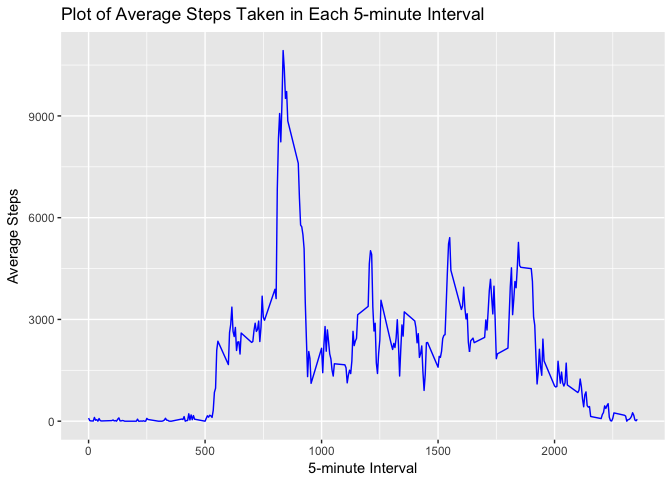 Plot of Average Steps Taken in Each 5-minute Interval
Average Steps
9000
6000
3000
0
0 500 1000 1500 2000
5-minute Interval